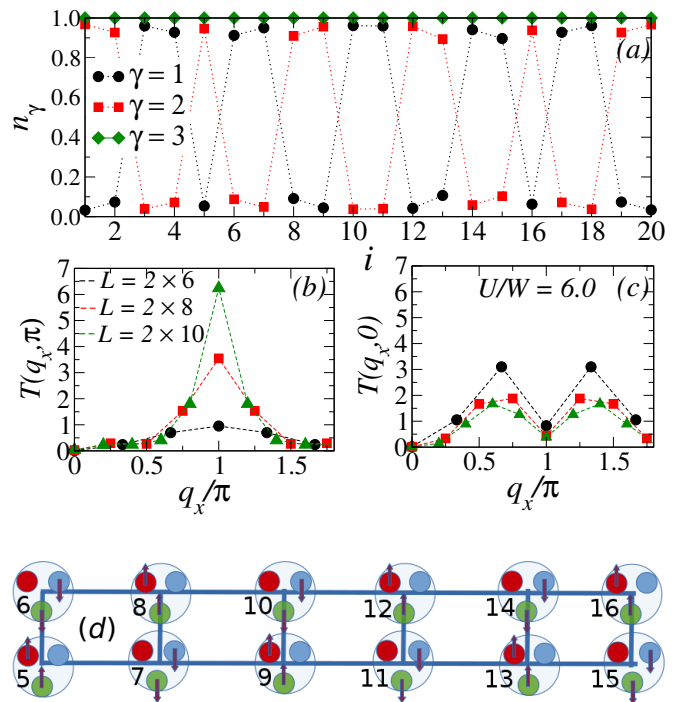 1.0
0.8
0.6
0.4
0.2
0.0
nγ
γ = 1
γ = 2
γ = 3
(a)
2 4 6 8 10 12 14 16 18 20
i
7
6
5
4
3
2
1
0
T(qx,π)
L = 2 × 6
L = 2 × 8
L = 2 × 10
(b)
0 0.5 1 1.5
qx/π
7
6
5
4
3
2
1
0
T(qx,0)
U/W = 6.0 (c)
0 0.5 1 1.5
qx/π
6 8 10 12 14 16
(d)
5 7 9 11 13 15